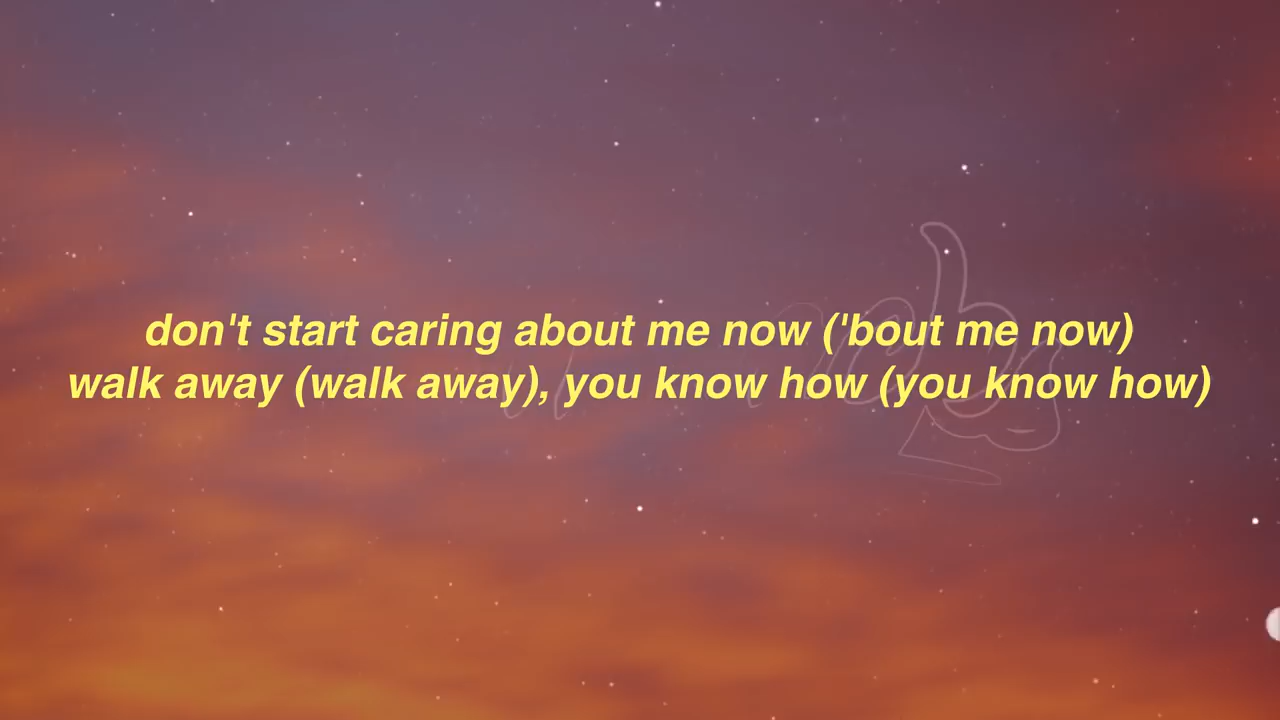 don't start caring about me now ('bout me now)
walk away (walk away), you know how (you know how)